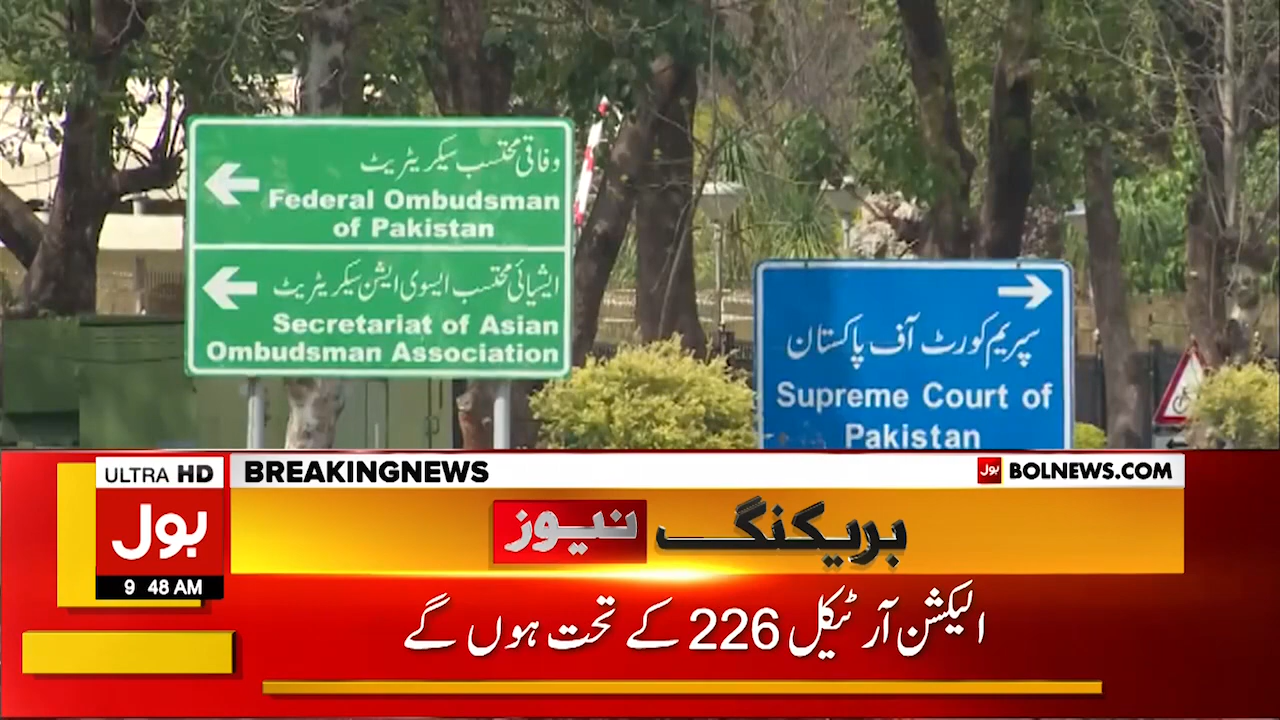 وفاقی محتسب سیکریٹریٹ
Federal Ombudsman
of Pakistan
ایشیائی محتسب ایسوی ایشن سیکریٹریٹ
Secretariat of Asian
Ombudsman Association
سپریم کورٹ آف پاکستان
Supreme Court of
Pakistan
ULTRA HD
BREAKINGNEWS
بول
BOLNEWS.COM
بول
بریکنگ نیوز
9 48 AM
الیکشن آرٹیکل 226 کے تحت ہوں گے